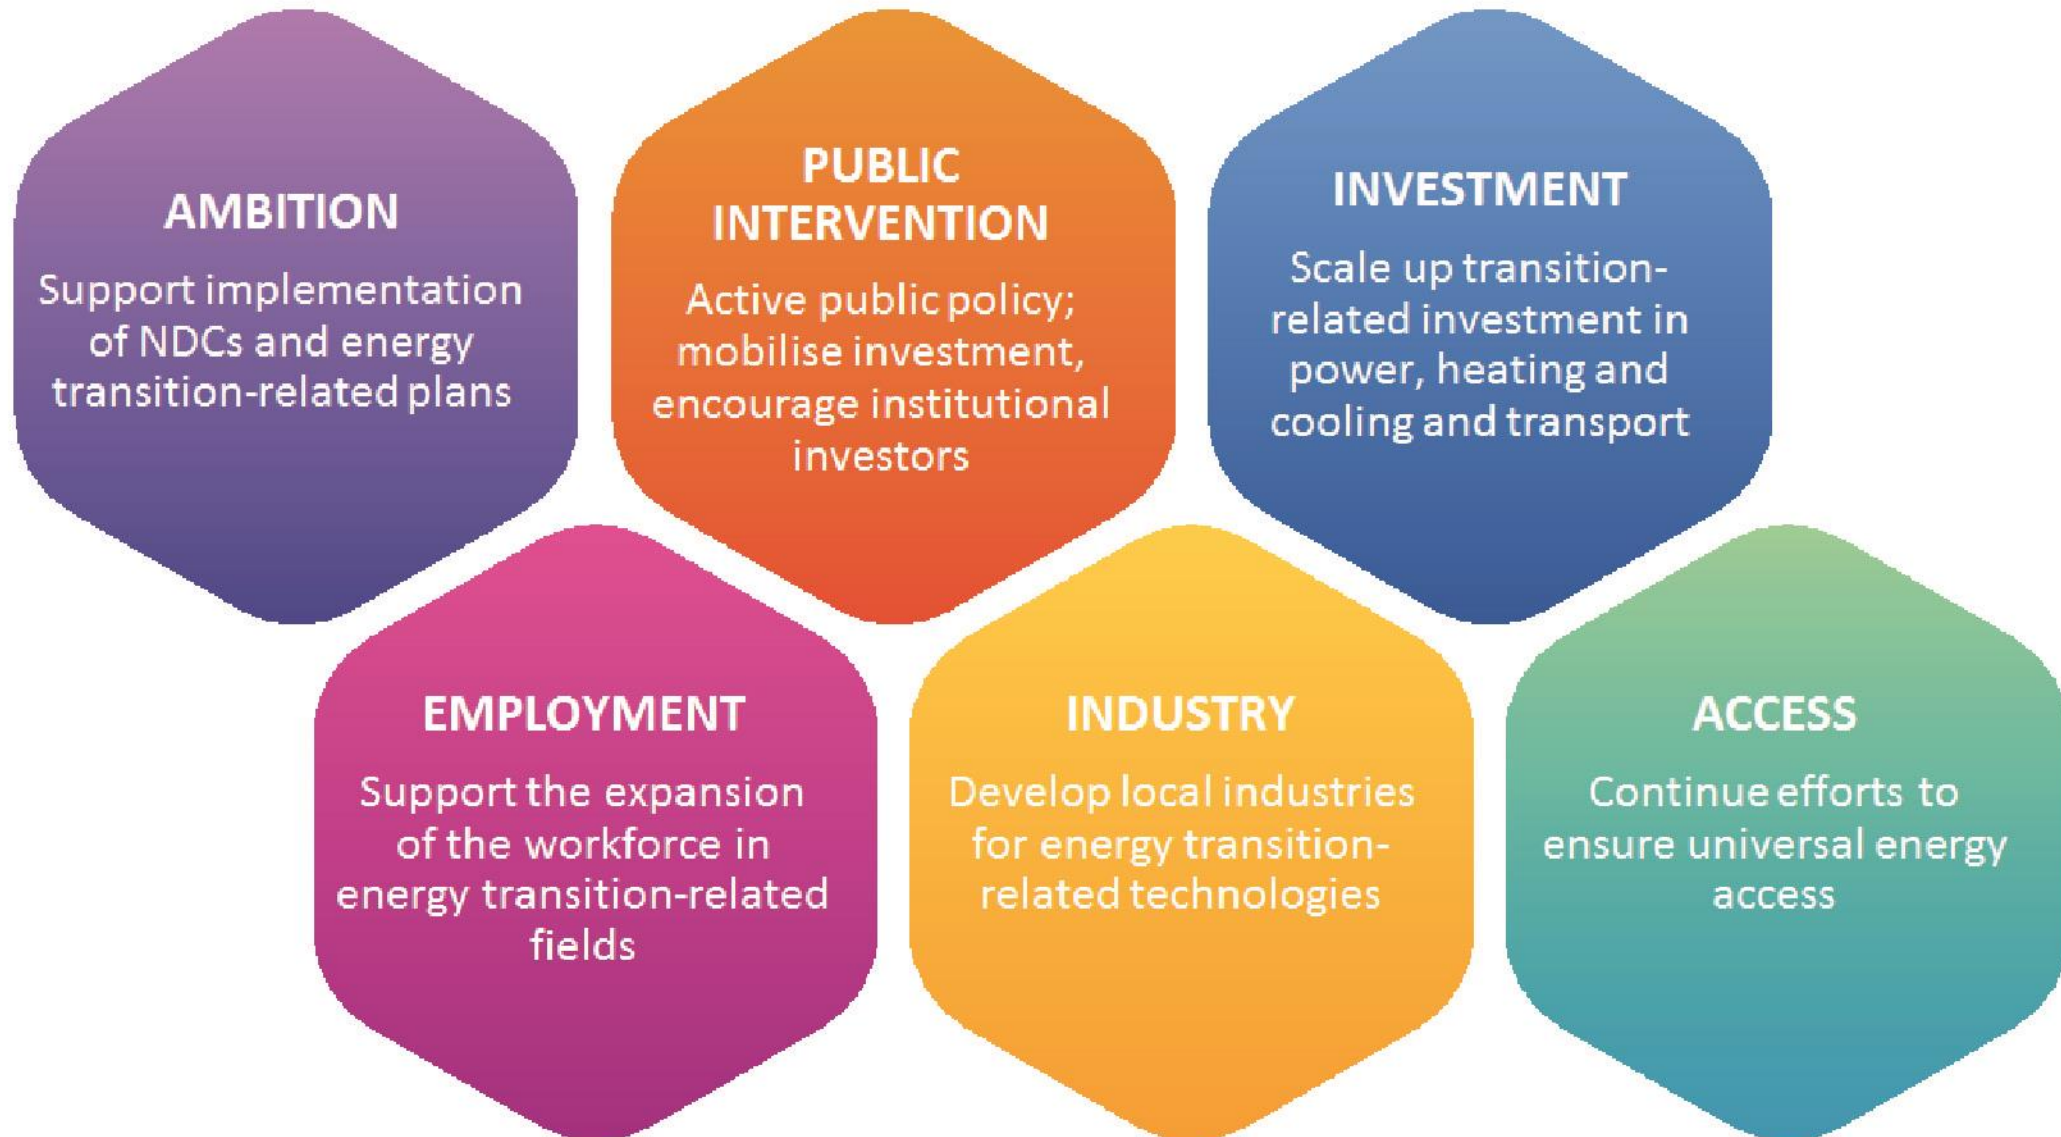 AMBITION
Support implementation
of NDCs and energy
transition-related plans
PUBLIC
INTERVENTION
Active public policy;
mobilise investment,
encourage institutional
investors
INVESTMENT
Scale up transition-
related investment in
power, heating and
cooling and transport
EMPLOYMENT
Support the expansion
of the workforce in
energy transition-related
fields
INDUSTRY
Develop local industries
for energy transition-
related technologies
ACCESS
Continue efforts to
ensure universal energy
access